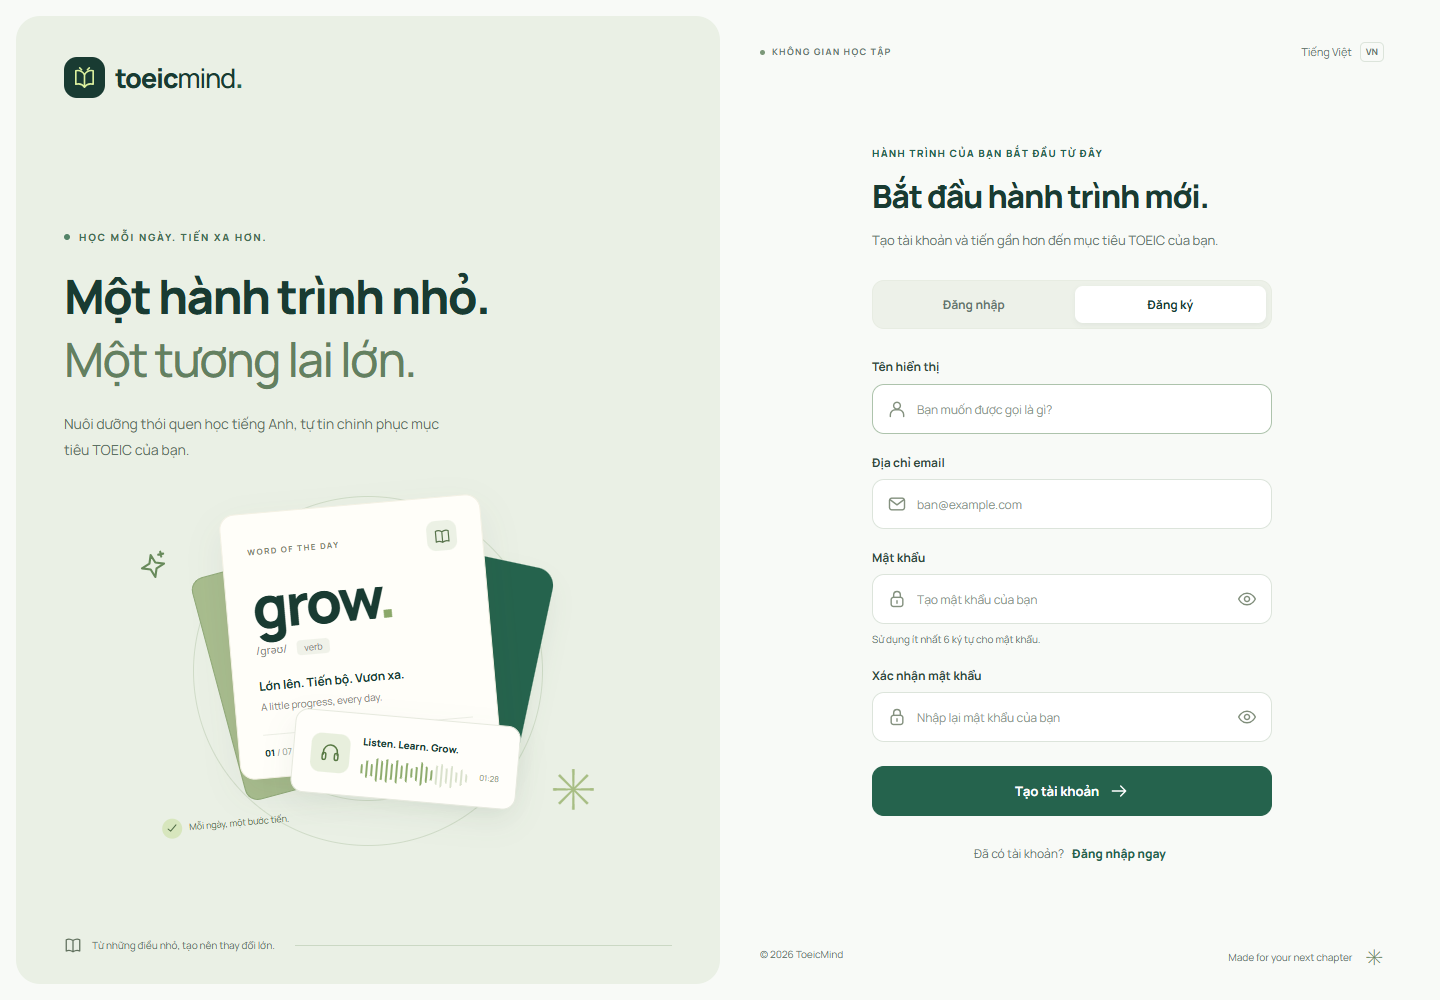 toeicmind.
HỌC MỖI NGÀY. TIẾN XA HƠN.
Một hành trình nhỏ.
Một tương lai lớn.
Nuôi dưỡng thói quen học tiếng Anh, tự tin chinh phục mục
tiêu TOEIC của bạn.
WORD OF THE DAY
grow.
/ɡrəʊ/ verb
Lớn lên. Tiến bộ. Vươn xa.
A little progress, every day.
01 / 07
Listen. Learn. Grow.
01:28
Mỗi ngày, một bước tiến.
Từ những điều nhỏ, tạo nên thay đổi lớn.
KHÔNG GIAN HỌC TẬP
Tiếng Việt VN
HÀNH TRÌNH CỦA BẠN BẮT ĐẦU TỪ ĐÂY
Bắt đầu hành trình mới.
Tạo tài khoản và tiến gần hơn đến mục tiêu TOEIC của bạn.
Đăng nhập Đăng ký
Tên hiển thị
Bạn muốn được gọi là gì?
Địa chỉ email
ban@example.com
Mật khẩu
Tạo mật khẩu của bạn
Sử dụng ít nhất 6 ký tự cho mật khẩu.
Xác nhận mật khẩu
Nhập lại mật khẩu của bạn
Tạo tài khoản
Đã có tài khoản? Đăng nhập ngay
© 2026 ToeicMind
Made for your next chapter